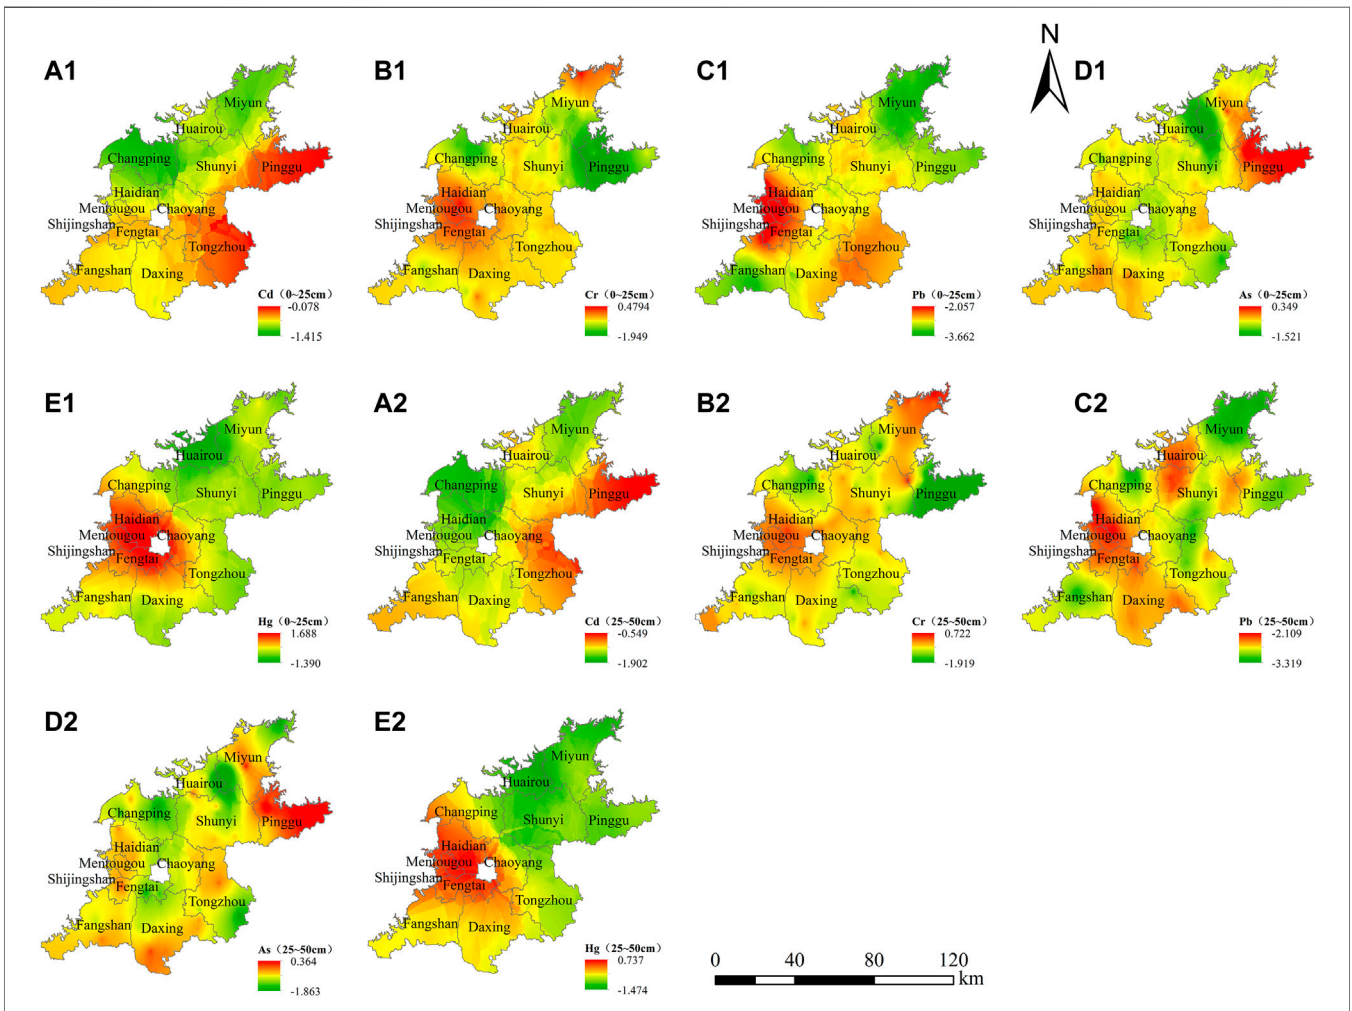 N
A1
Miyun
Huairou
Changping
Shunyi
Pinggu
Haidian
Mentougou
Chaoyang
Shijingshan
Fengtai
Tongzhou
Fangshan
Daxing
Cd（0~25cm）
-0.078
-1.415
B1
Miyun
Huairou
Changping
Shunyi
Pinggu
Haidian
Mentougou
Chaoyang
Shijingshan
Fengtai
Tongzhou
Fangshan
Daxing
Cr（0~25cm）
0.4794
-1.949
C1
Miyun
Huairou
Changping
Shunyi
Pinggu
Haidian
Mentougou
Chaoyang
Shijingshan
Fengtai
Tongzhou
Fangshan
Daxing
Pb（0~25cm）
-2.057
-3.662
D1
Miyun
Huairou
Changping
Shunyi
Pinggu
Haidian
Mentougou
Chaoyang
Shijingshan
Fengtai
Tongzhou
Fangshan
Daxing
As（0~25cm）
0.349
-1.521
E1
Miyun
Huairou
Changping
Shunyi
Pinggu
Haidian
Mentougou
Chaoyang
Shijingshan
Fengtai
Tongzhou
Fangshan
Daxing
Hg（0~25cm）
1.688
-1.390
A2
Miyun
Huairou
Changping
Shunyi
Pinggu
Haidian
Mentougou
Chaoyang
Shijingshan
Fengtai
Tongzhou
Fangshan
Daxing
Cd（25~50cm）
-0.549
-1.902
B2
Miyun
Huairou
Changping
Shunyi
Pinggu
Haidian
Mentougou
Chaoyang
Shijingshan
Fengtai
Tongzhou
Fangshan
Daxing
Cr（25~50cm）
0.722
-1.919
C2
Miyun
Huairou
Changping
Shunyi
Pinggu
Haidian
Mentougou
Chaoyang
Shijingshan
Fengtai
Tongzhou
Fangshan
Daxing
Pb（25~50cm）
-2.109
-3.319
D2
Miyun
Huairou
Changping
Shunyi
Pinggu
Haidian
Mentougou
Chaoyang
Shijingshan
Fengtai
Tongzhou
Fangshan
Daxing
As（25~50cm）
0.364
-1.863
E2
Miyun
Huairou
Changping
Shunyi
Pinggu
Haidian
Mentougou
Chaoyang
Shijingshan
Fengtai
Tongzhou
Fangshan
Daxing
Hg（25~50cm）
0.737
-1.474
0 40 80 120
km